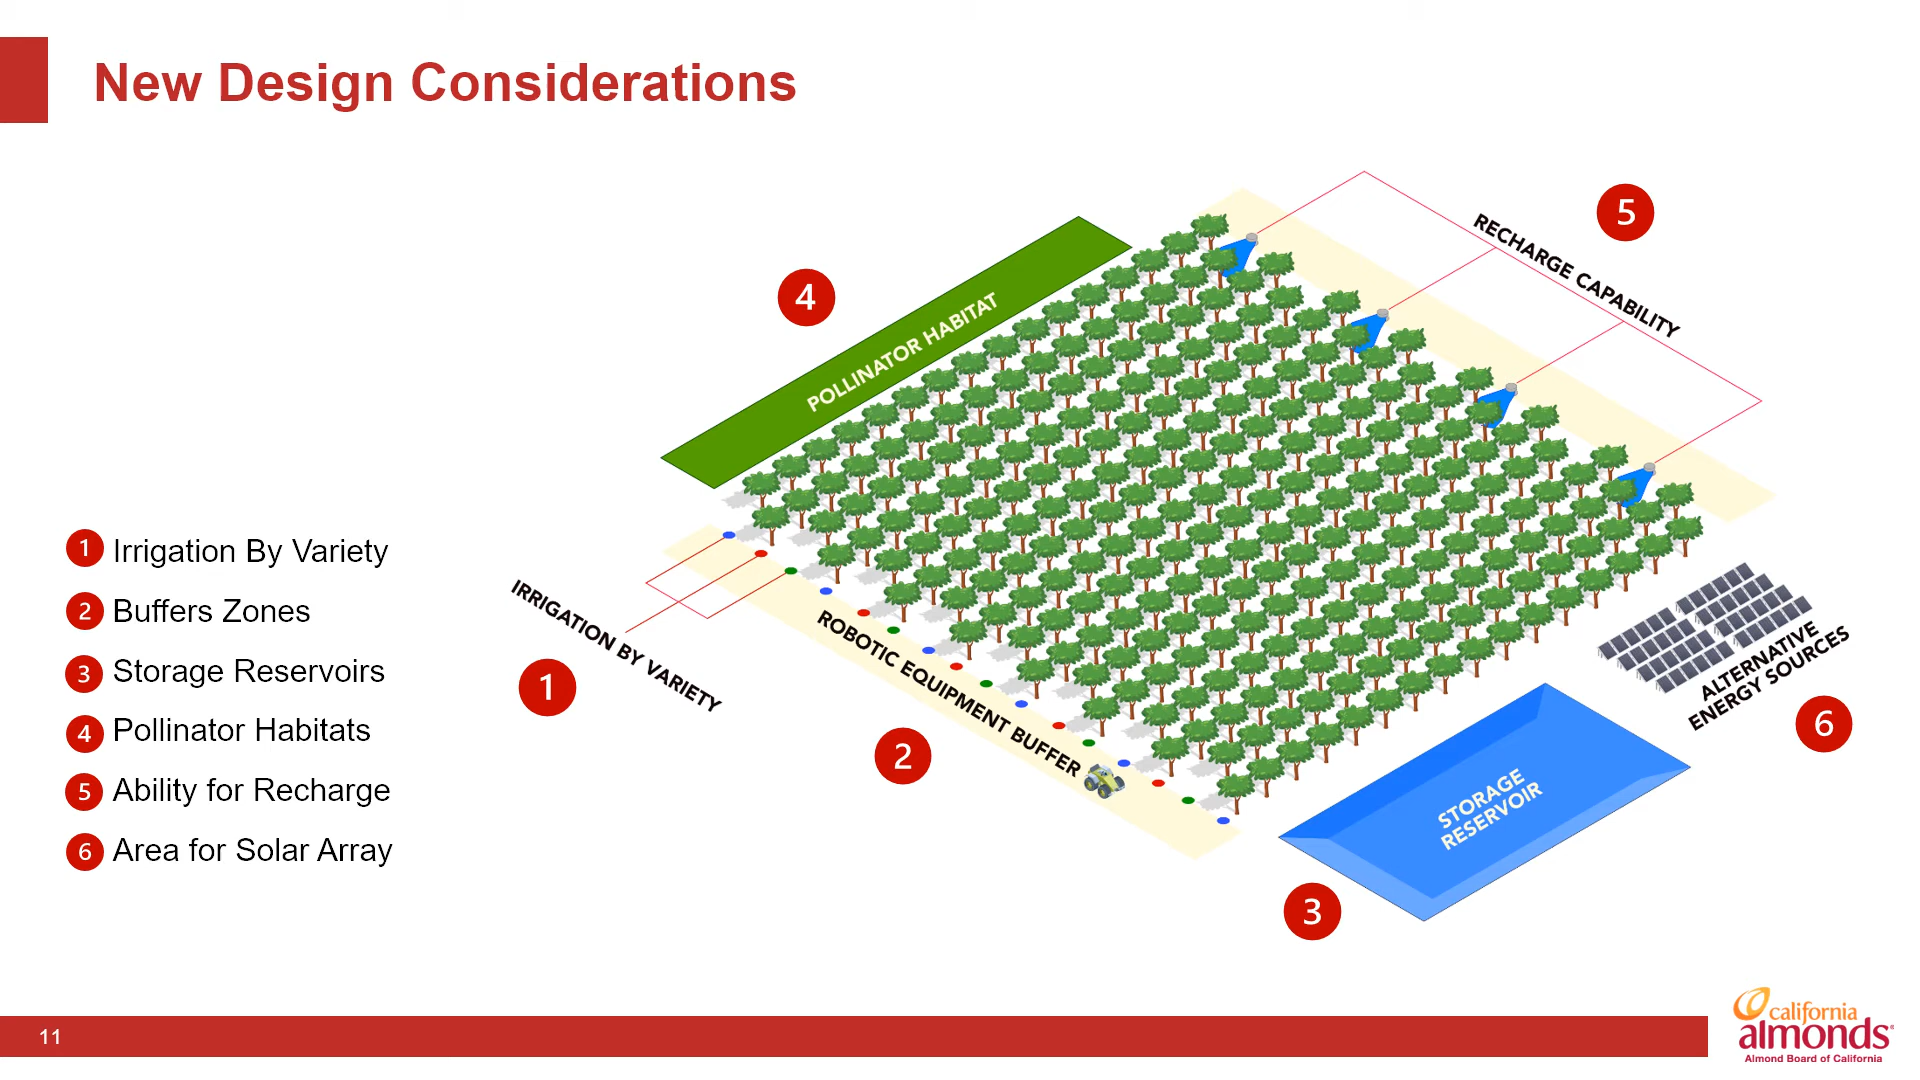 New Design Considerations
1 Irrigation By Variety
2 Buffers Zones
3 Storage Reservoirs
4 Pollinator Habitats
5 Ability for Recharge
6 Area for Solar Array
4
POLLINATOR HABITAT
5
RECHARGE CAPABILITY
IRRIGATION BY VARIETY
1
ROBOTIC EQUIPMENT BUFFER
2
ALTERNATIVE
ENERGY SOURCES
6
STORAGE
RESERVOIR
3
11
california
almonds®
Almond Board of California